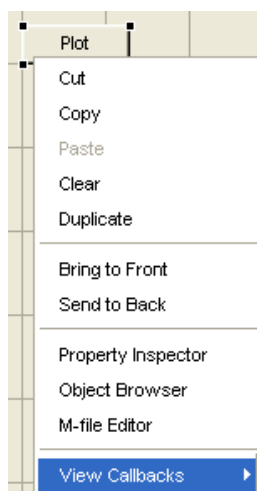 Plot
Cut
Copy
Paste
Clear
Duplicate
Bring to Front
Send to Back
Property Inspector
Object Browser
M-file Editor
View Callbacks